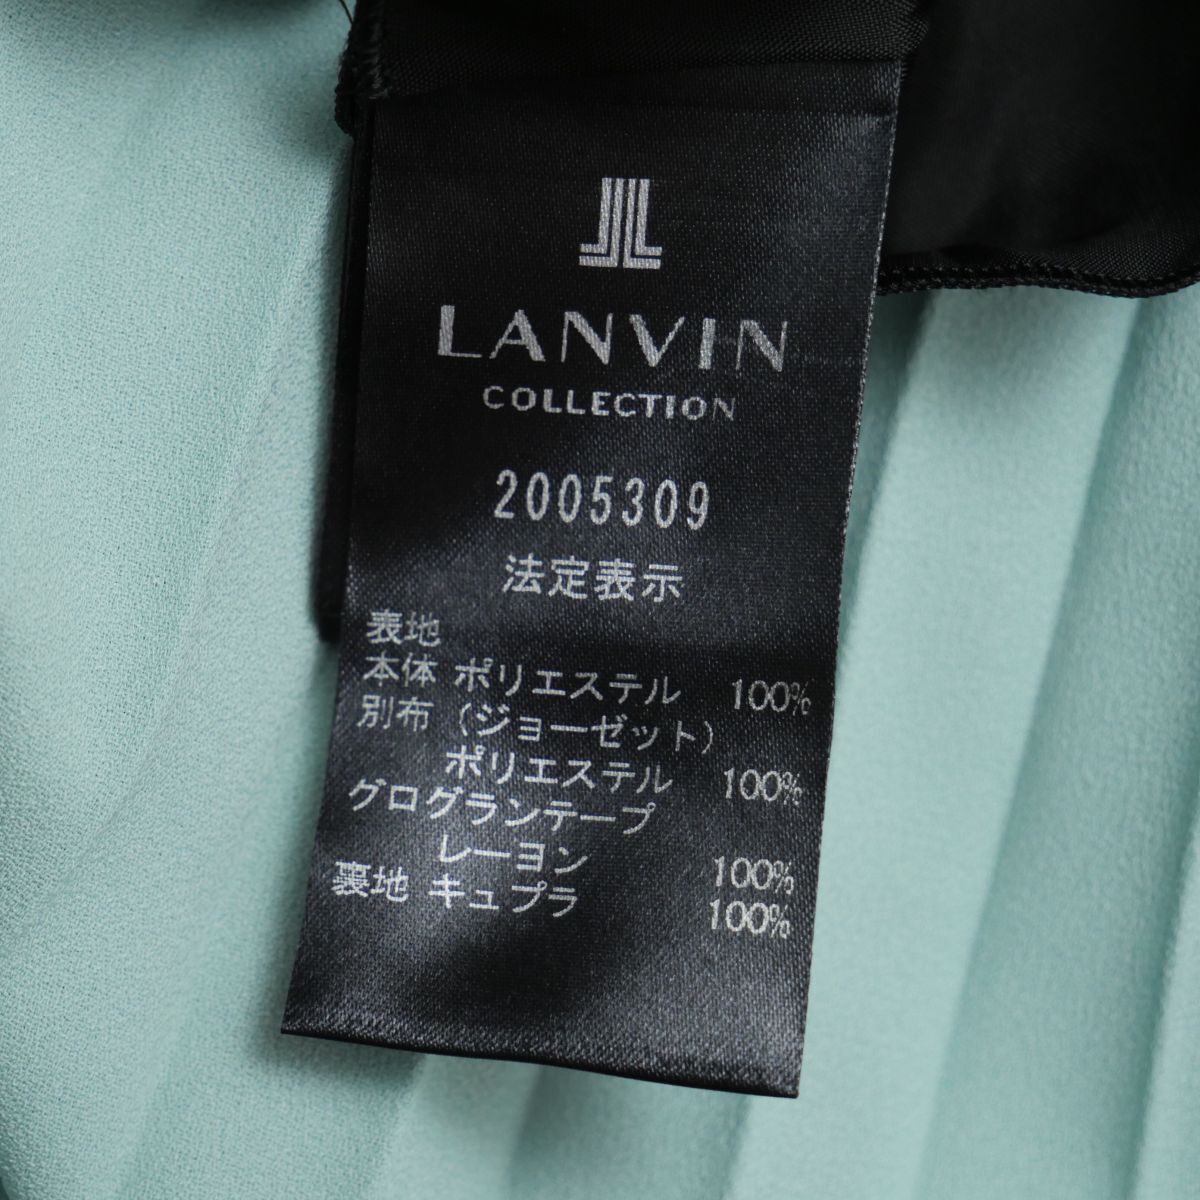 LANVIN
COLLECTION
2005309
法定表示
表地
本体 ポリエステル 100%
別布 (ジョーゼット)
ポリエステル 100%
グログランテープ
レーヨン 100%
裏地 キュプラ 100%